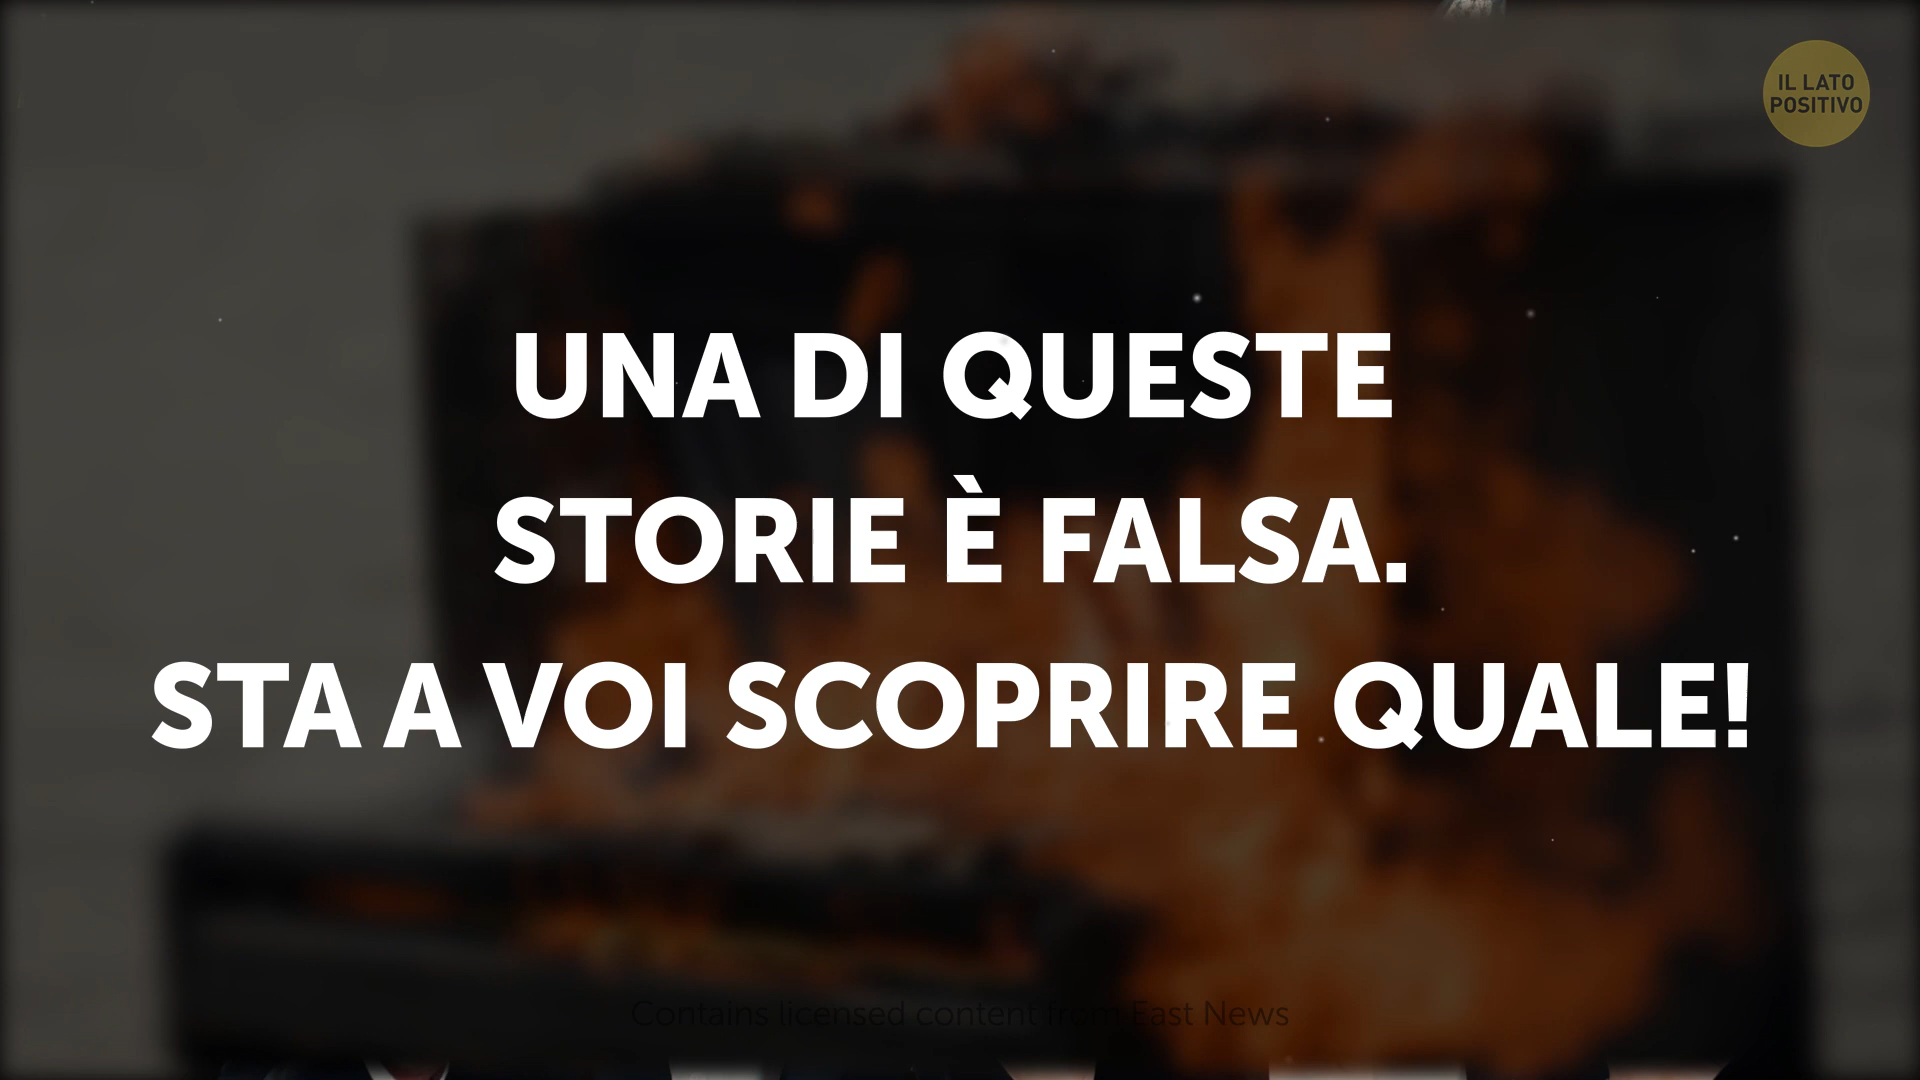 IL LATO
POSITIVO
UNA DI QUESTE
STORIE È FALSA.
STA A VOI SCOPRIRE QUALE!
Contains licensed content from East News